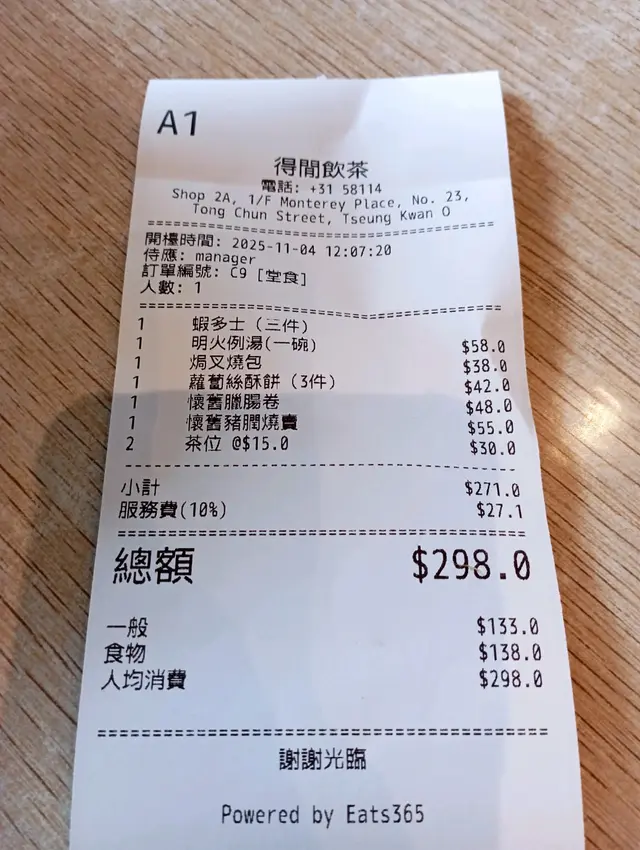 A1
得閒飲茶
電話: +31 58114
Shop 2A, 1/F Monterey Place, No. 23,
Tong Chun Street, Tseung Kwan O
開檯時間: 2025-11-04 12:07:20
侍應: manager
訂單編號: C9 [堂食]
人數: 1
1 蝦多士（三件）
1 明火例湯(一碗) $58.0
1 焗叉燒包 $38.0
1 蘿蔔絲酥餅（3件） $42.0
1 懷舊臘腸卷 $48.0
1 懷舊豬膶燒賣 $55.0
2 茶位 @$15.0 $30.0
小計 $271.0
服務費(10%) $27.1
總額 $298.0
一般 $133.0
食物 $138.0
人均消費 $298.0
謝謝光臨
Powered by Eats365